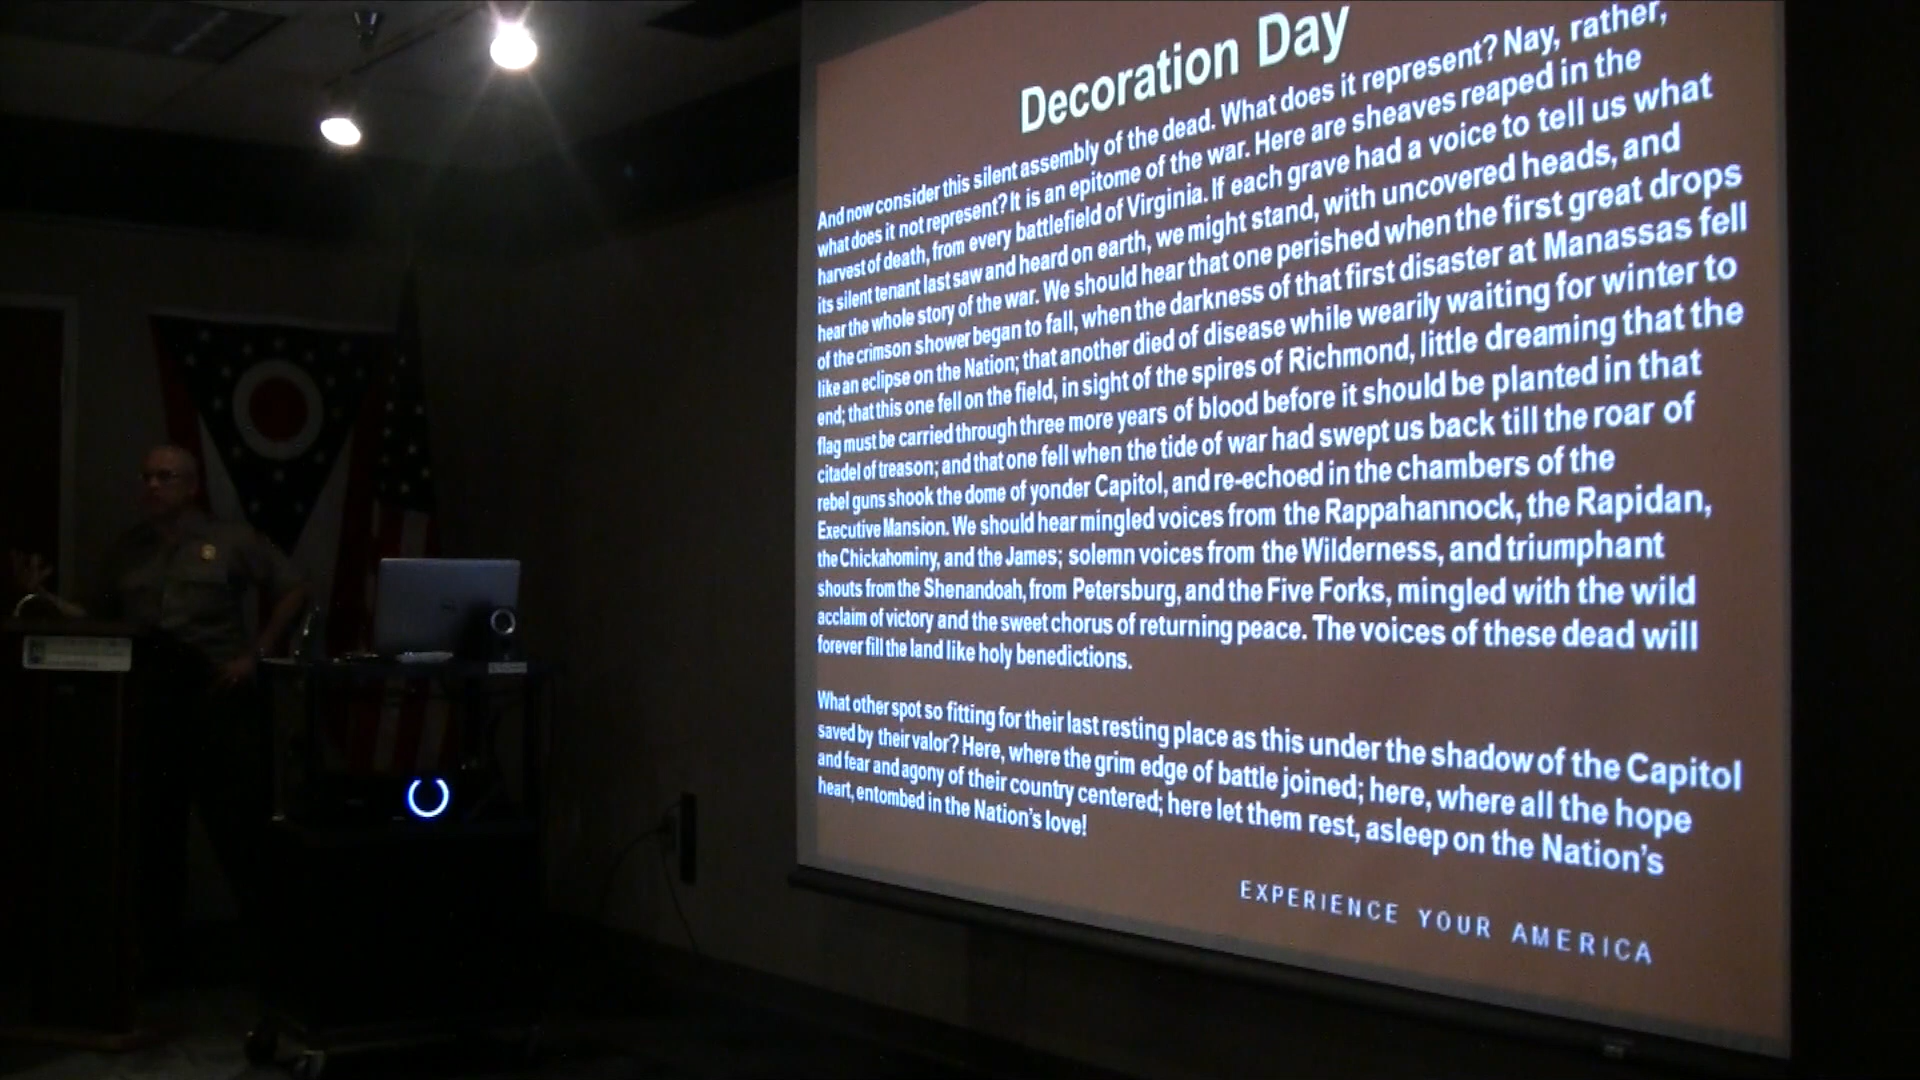 Decoration Day
And now consider this silent assembly of the dead. What does it represent? Nay, rather,
what does it not represent? It is an epitome of the war. Here are sheaves reaped in the
harvest of death, from every battlefield of Virginia. If each grave had a voice to tell us what
its silent tenant last saw and heard on earth, we might stand, with uncovered heads, and
hear the whole story of the war. We should hear that one perished when the first great drops
of the crimson shower began to fall, when the darkness of that first disaster at Manassas fell
like an eclipse on the Nation; that another died of disease while wearily waiting for winter to
end; that this one fell on the field, in sight of the spires of Richmond, little dreaming that the
flag must be carried through three more years of blood before it should be planted in that
citadel of treason; and that one fell when the tide of war had swept us back till the roar of
rebel guns shook the dome of yonder Capitol, and re-echoed in the chambers of the
Executive Mansion. We should hear mingled voices from the Rappahannock, the Rapidan,
the Chickahominy, and the James; solemn voices from the Wilderness, and triumphant
shouts from the Shenandoah, from Petersburg, and the Five Forks, mingled with the wild
acclaim of victory and the sweet chorus of returning peace. The voices of these dead will
forever fill the land like holy benedictions.
What other spot so fitting for their last resting place as this under the shadow of the Capitol
saved by their valor? Here, where the grim edge of battle joined; here, where all the hope
and fear and agony of their country centered; here let them rest, asleep on the Nation's
heart, entombed in the Nation's love!
EXPERIENCE YOUR AMERICA